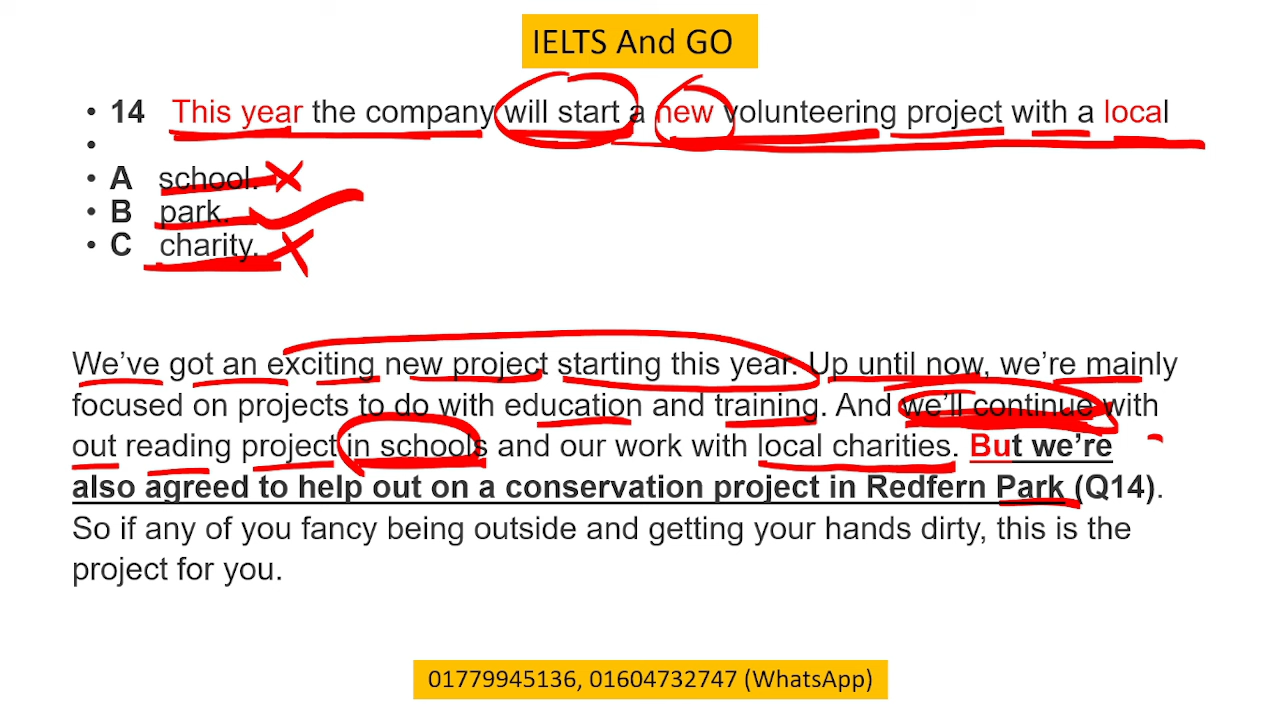 IELTS And GO
• 14 This year the company will start a new volunteering project with a local
•
• A school.
• B park.
• C charity.
We've got an exciting new project starting this year. Up until now, we're mainly
focused on projects to do with education and training. And we'll continue with
out reading project in schools and our work with local charities. But we're
also agreed to help out on a conservation project in Redfern Park (Q14).
So if any of you fancy being outside and getting your hands dirty, this is the
project for you.
01779945136, 01604732747 (WhatsApp)